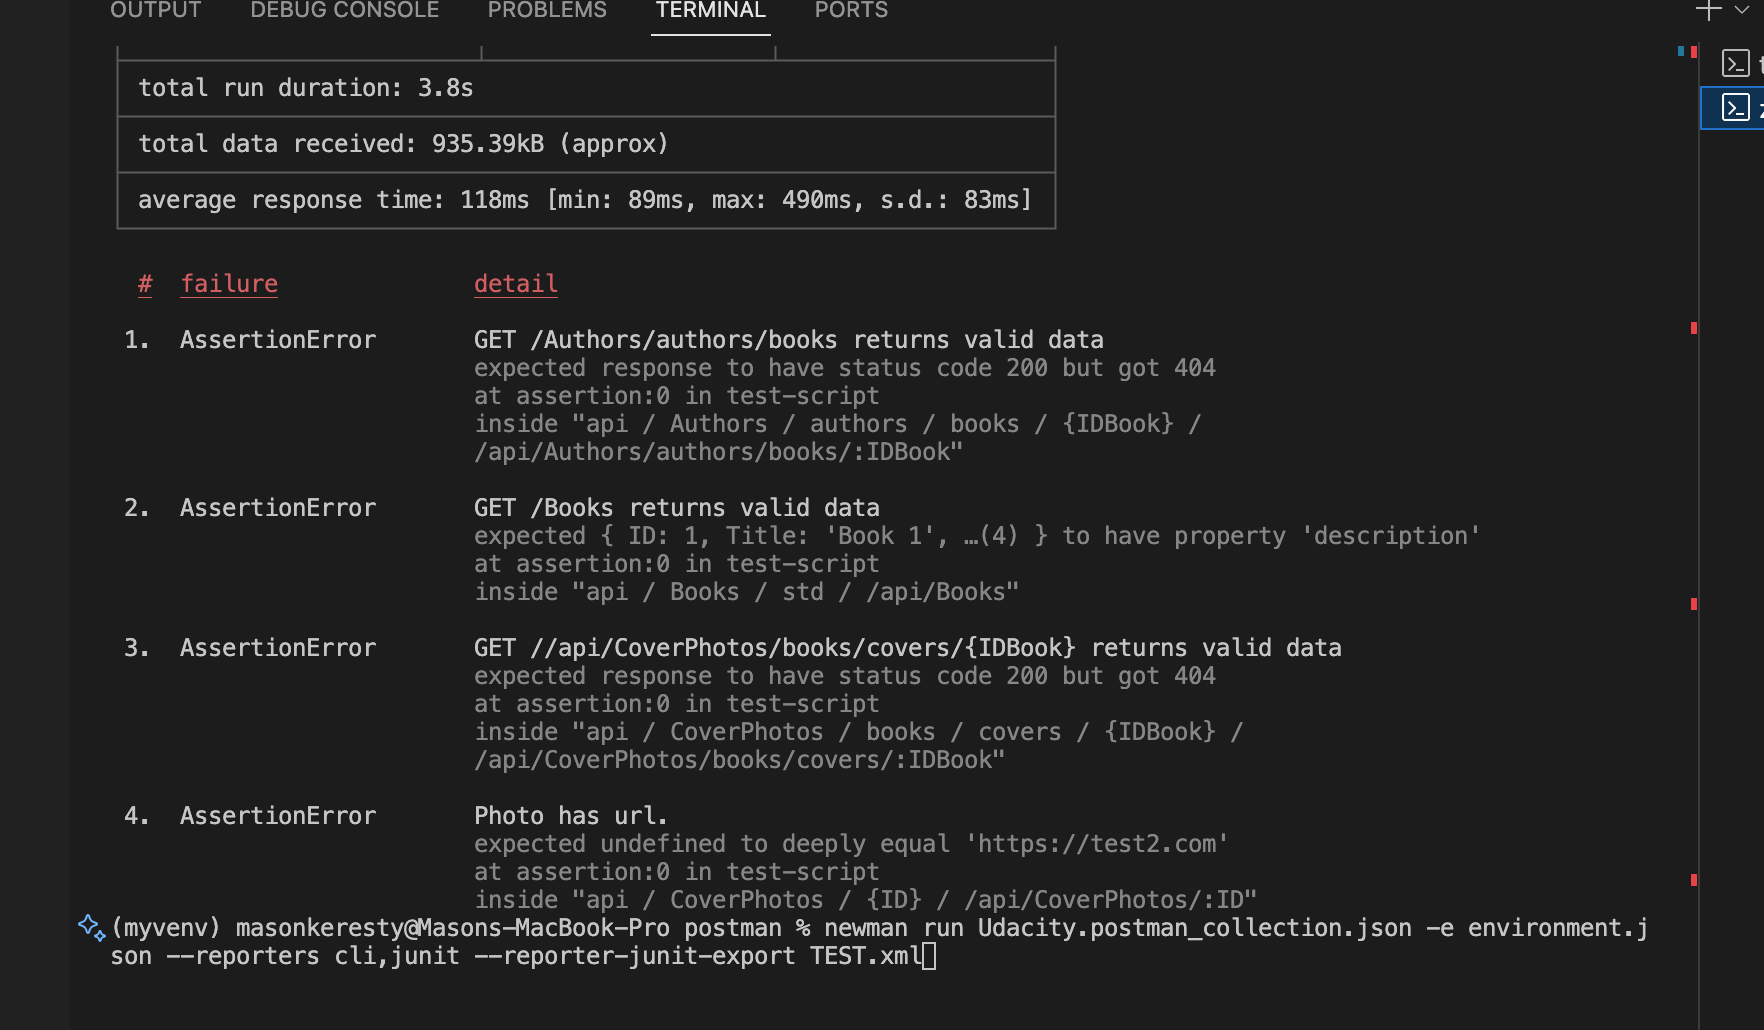 OUTPUT DEBUG CONSOLE PROBLEMS TERMINAL PORTS
total run duration: 3.8s
total data received: 935.39kB (approx)
average response time: 118ms [min: 89ms, max: 490ms, s.d.: 83ms]
# failure detail
1. AssertionError GET /Authors/authors/books returns valid data
expected response to have status code 200 but got 404
at assertion:0 in test-script
inside "api / Authors / authors / books / {IDBook} /
/api/Authors/authors/books/:IDBook"
2. AssertionError GET /Books returns valid data
expected { ID: 1, Title: 'Book 1', …(4) } to have property 'description'
at assertion:0 in test-script
inside "api / Books / std / /api/Books"
3. AssertionError GET //api/CoverPhotos/books/covers/{IDBook} returns valid data
expected response to have status code 200 but got 404
at assertion:0 in test-script
inside "api / CoverPhotos / books / covers / {IDBook} /
/api/CoverPhotos/books/covers/:IDBook"
4. AssertionError Photo has url.
expected undefined to deeply equal 'https://test2.com'
at assertion:0 in test-script
inside "api / CoverPhotos / {ID} / /api/CoverPhotos/:ID"
(myvenv) masonkeresty@Masons-MacBook-Pro postman % newman run Udacity.postman_collection.json -e environment.j
son --reporters cli,junit --reporter-junit-export TEST.xml